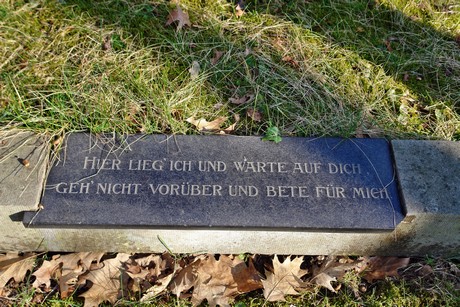 HIER LIEG' ICH UND WARTE AUF DICH
GEH' NICHT VORÜBER UND BETE FÜR MICH